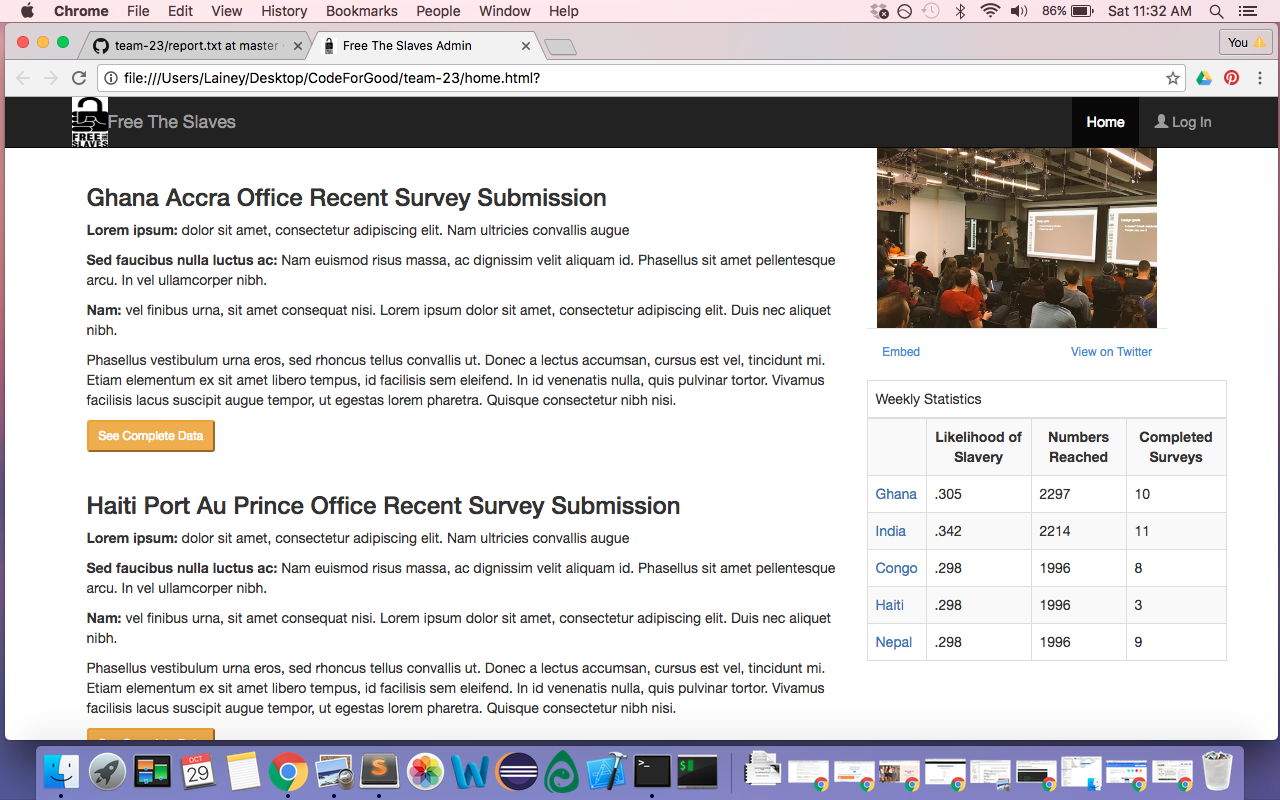 Chrome File Edit View History Bookmarks People Window Help 86% Sat 11:32 AM
team-23/report.txt at master
Free The Slaves Admin
You
file:///Users/Lainey/Desktop/CodeForGood/team-23/home.html?
FREE THE SLAVES
Free The Slaves
Home
Log In
Ghana Accra Office Recent Survey Submission
Lorem ipsum: dolor sit amet, consectetur adipiscing elit. Nam ultricies convallis augue
Sed faucibus nulla luctus ac: Nam euismod risus massa, ac dignissim velit aliquam id. Phasellus sit amet pellentesque
arcu. In vel ullamcorper nibh.
Nam: vel finibus urna, sit amet consequat nisi. Lorem ipsum dolor sit amet, consectetur adipiscing elit. Duis nec aliquet
nibh.
Phasellus vestibulum urna eros, sed rhoncus tellus convallis ut. Donec a lectus accumsan, cursus est vel, tincidunt mi.
Etiam elementum ex sit amet libero tempus, id facilisis sem eleifend. In id venenatis nulla, quis pulvinar tortor. Vivamus
facilisis lacus suscipit augue tempor, ut egestas lorem pharetra. Quisque consectetur nibh nisi.
See Complete Data
Haiti Port Au Prince Office Recent Survey Submission
Lorem ipsum: dolor sit amet, consectetur adipiscing elit. Nam ultricies convallis augue
Sed faucibus nulla luctus ac: Nam euismod risus massa, ac dignissim velit aliquam id. Phasellus sit amet pellentesque
arcu. In vel ullamcorper nibh.
Nam: vel finibus urna, sit amet consequat nisi. Lorem ipsum dolor sit amet, consectetur adipiscing elit. Duis nec aliquet
nibh.
Phasellus vestibulum urna eros, sed rhoncus tellus convallis ut. Donec a lectus accumsan, cursus est vel, tincidunt mi.
Etiam elementum ex sit amet libero tempus, id facilisis sem eleifend. In id venenatis nulla, quis pulvinar tortor. Vivamus
facilisis lacus suscipit augue tempor, ut egestas lorem pharetra. Quisque consectetur nibh nisi.
Embed View on Twitter
Weekly Statistics
Likelihood of Slavery Numbers Reached Completed Surveys
Ghana .305 2297 10
India .342 2214 11
Congo .298 1996 8
Haiti .298 1996 3
Nepal .298 1996 9
OCT
29